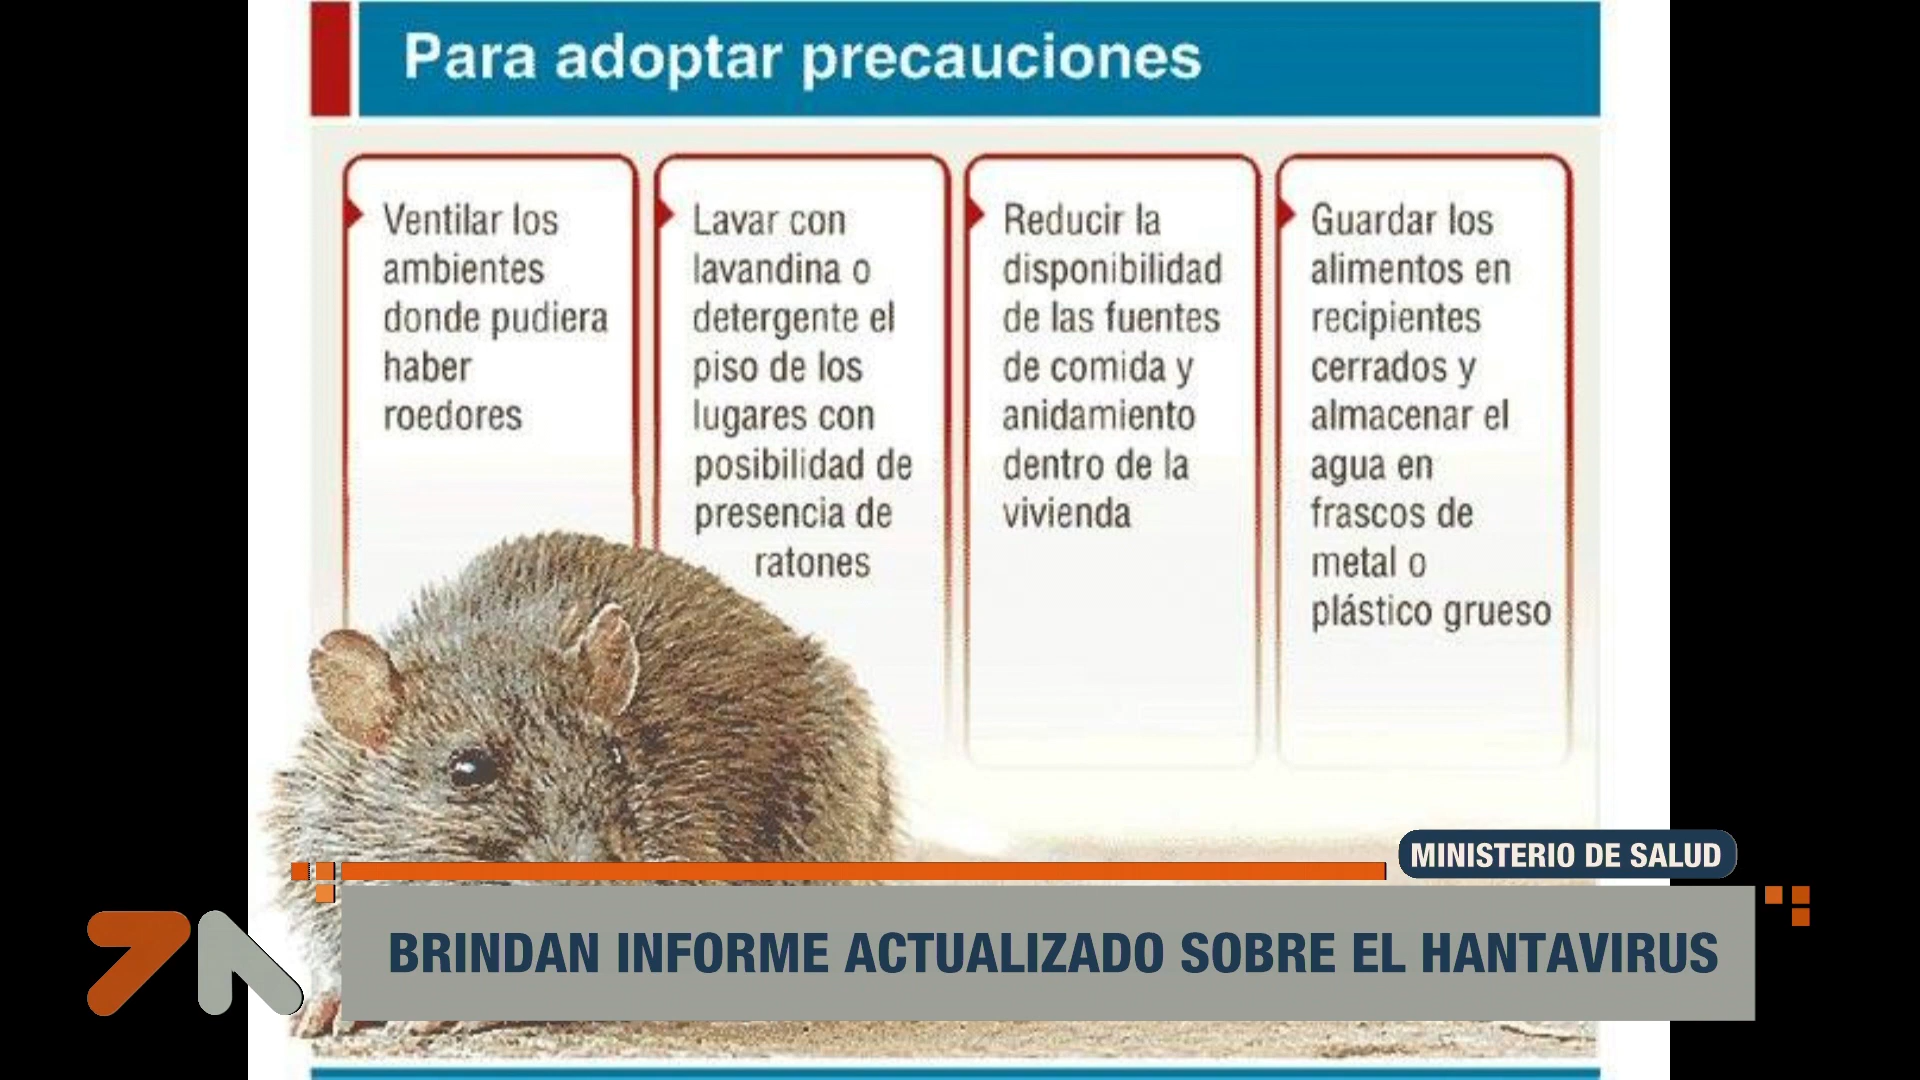 Para adoptar precauciones
Ventilar los
ambientes
donde pudiera
haber
roedores
Lavar con
lavandina o
detergente el
piso de los
lugares con
posibilidad de
presencia de
ratones
Reducir la
disponibilidad
de las fuentes
de comida y
anidamiento
dentro de la
vivienda
Guardar los
alimentos en
recipientes
cerrados y
almacenar el
agua en
frascos de
metal o
plástico grueso
MINISTERIO DE SALUD
BRINDAN INFORME ACTUALIZADO SOBRE EL HANTAVIRUS